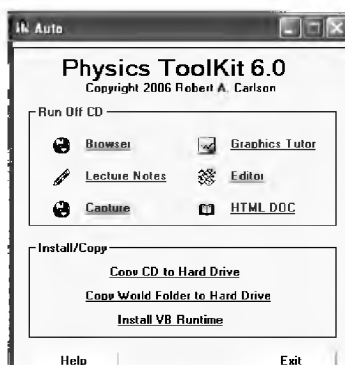 Auto
Physics ToolKit 6.0
Copyright 2006 Robert A. Carlson
Run Off CD
Browser Graphics Tutor
Lecture Notes Editor
Capture HTML DOC
Install/Copy
Copy CD to Hard Drive
Copy World Folder to Hard Drive
Install VB Runtime
Help Exit